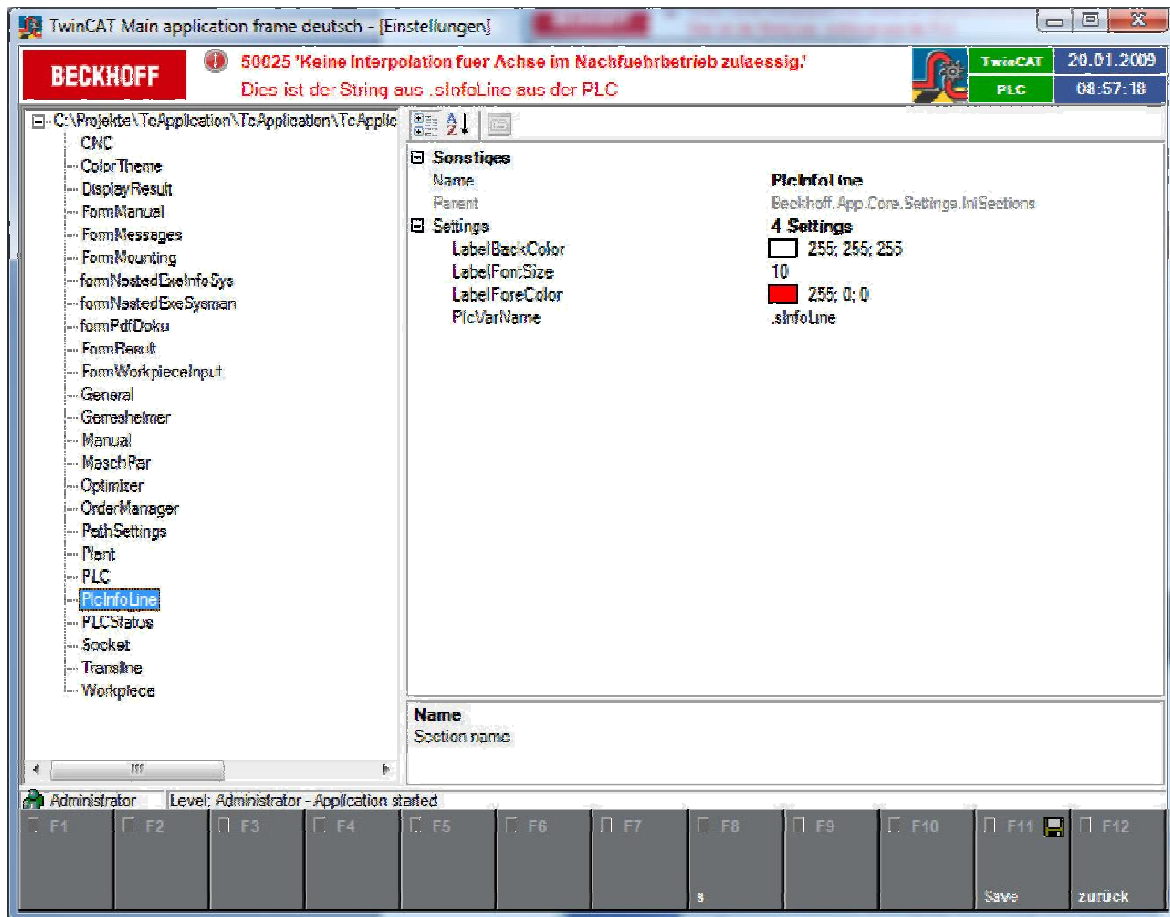 TwinCAT Main application frame deutsch - [Einstellungen]
BECKHOFF
50025 'Keine Interpolation fuer Achse im Nachfuehrbetrieb zulaessig.'
Dies ist der String aus .sInfoLine aus der PLC
TwinCAT
PLC
20.01.2009
08:57:18
C:\Projekte\TcApplication\TcApplication\TcApplic
CNC
ColorTheme
DisplayResult
FormManual
FormMessages
FormMounting
formNestedExeInfoSys
formNestedExeSysman
formPdfDoku
FormResult
FormWorkpieceInput
General
Gerresheimer
Manual
MaschPar
Optimizer
OrderManager
PathSettings
Plant
PLC
PlcInfoLine
PLCStatus
Socket
Transline
Workpiece
Sonstiges
Name PlcInfoLine
Parent Beckhoff.App.Core.Settings.IniSections
Settings 4 Settings
LabelBackColor 255; 255; 255
LabelFontSize 10
LabelForeColor 255; 0; 0
PlcVarName .sInfoLine
Name
Section name
Administrator Level: Administrator - Application started
F1 F2 F3 F4 F5 F6 F7 F8 F9 F10 F11 F12
s Save zurück